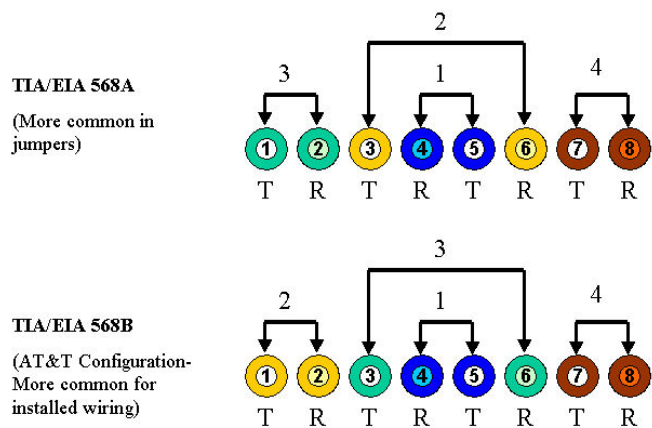 2
3 1 4
TIA/EIA 568A
(More common in
jumpers)
1 2 3 4 5 6 7 8
T R T R T R T R
3
2 1 4
TIA/EIA 568B
(AT&T Configuration-
More common for
installed wiring)
1 2 3 4 5 6 7 8
T R T R T R T R